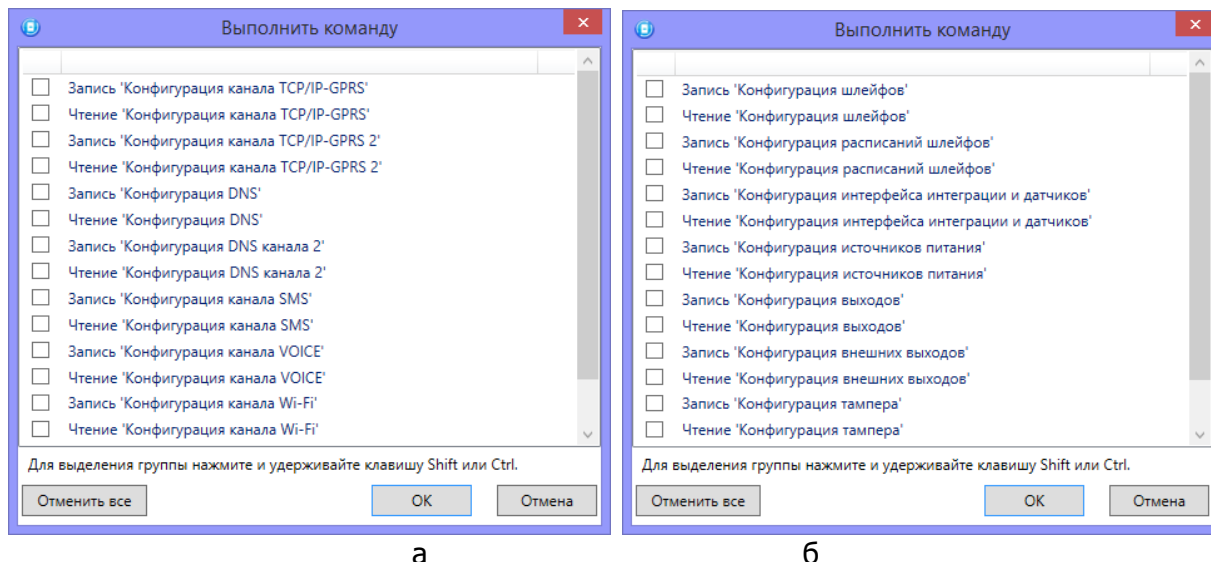 Выполнить команду
Запись 'Конфигурация канала TCP/IP-GPRS'
Чтение 'Конфигурация канала TCP/IP-GPRS'
Запись 'Конфигурация канала TCP/IP-GPRS 2'
Чтение 'Конфигурация канала TCP/IP-GPRS 2'
Запись 'Конфигурация DNS'
Чтение 'Конфигурация DNS'
Запись 'Конфигурация DNS канала 2'
Чтение 'Конфигурация DNS канала 2'
Запись 'Конфигурация канала SMS'
Чтение 'Конфигурация канала SMS'
Запись 'Конфигурация канала VOICE'
Чтение 'Конфигурация канала VOICE'
Запись 'Конфигурация канала Wi-Fi'
Чтение 'Конфигурация канала Wi-Fi'
Для выделения группы нажмите и удерживайте клавишу Shift или Ctrl.
Отменить все
OK
Отмена
а
Выполнить команду
Запись 'Конфигурация шлейфов'
Чтение 'Конфигурация шлейфов'
Запись 'Конфигурация расписаний шлейфов'
Чтение 'Конфигурация расписаний шлейфов'
Запись 'Конфигурация интерфейса интеграции и датчиков'
Чтение 'Конфигурация интерфейса интеграции и датчиков'
Запись 'Конфигурация источников питания'
Чтение 'Конфигурация источников питания'
Запись 'Конфигурация выходов'
Чтение 'Конфигурация выходов'
Запись 'Конфигурация внешних выходов'
Чтение 'Конфигурация внешних выходов'
Запись 'Конфигурация тампера'
Чтение 'Конфигурация тампера'
Для выделения группы нажмите и удерживайте клавишу Shift или Ctrl.
Отменить все
OK
Отмена
б